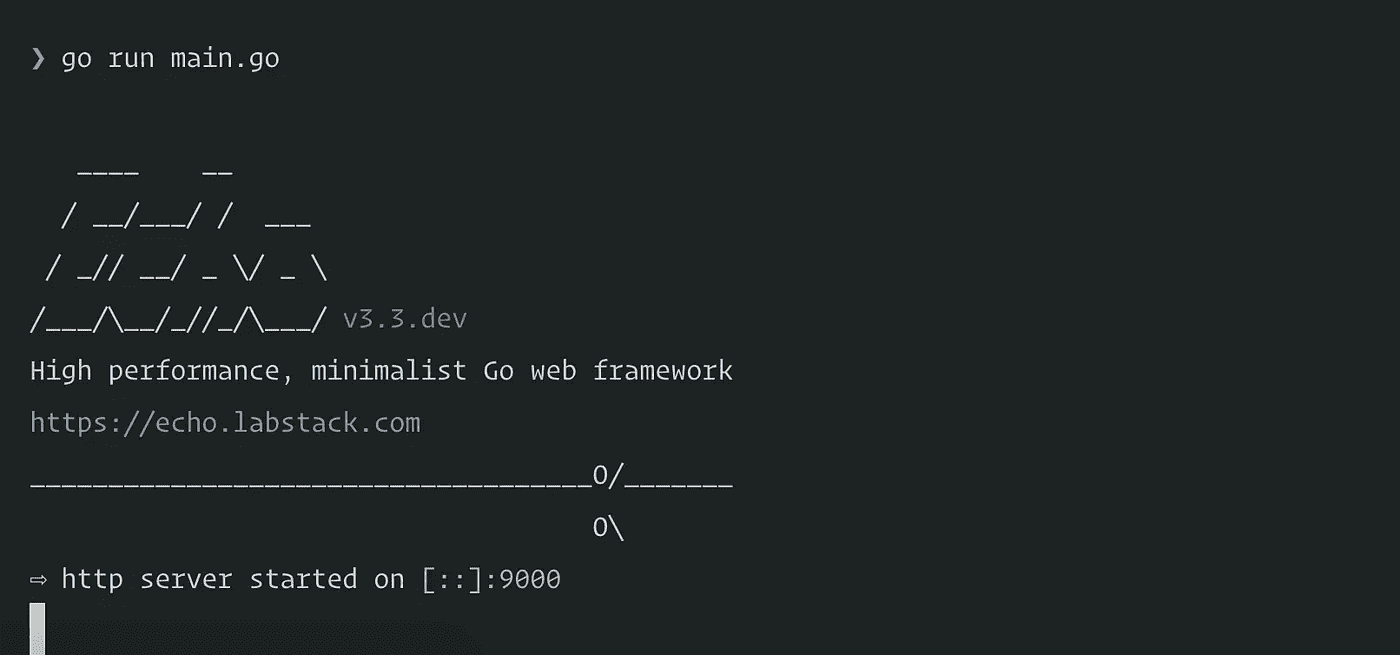 ❯ go run main.go
   ____    __
  / __/___/ /  ___
 / _// __/ _ \/ _ \
/___/\__/_//_/\___/ v3.3.dev
High performance, minimalist Go web framework
https://echo.labstack.com
____________________________________O/_______
                                    O\
⇨ http server started on [::]:9000